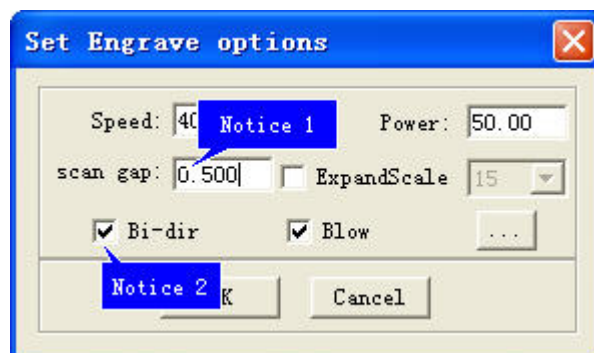 Set Engrave options
Speed: 40
Notice 1
Power: 50.00
scan gap: 0.500
ExpandScale 15
Bi-dir
Blow
...
Notice 2
K
Cancel